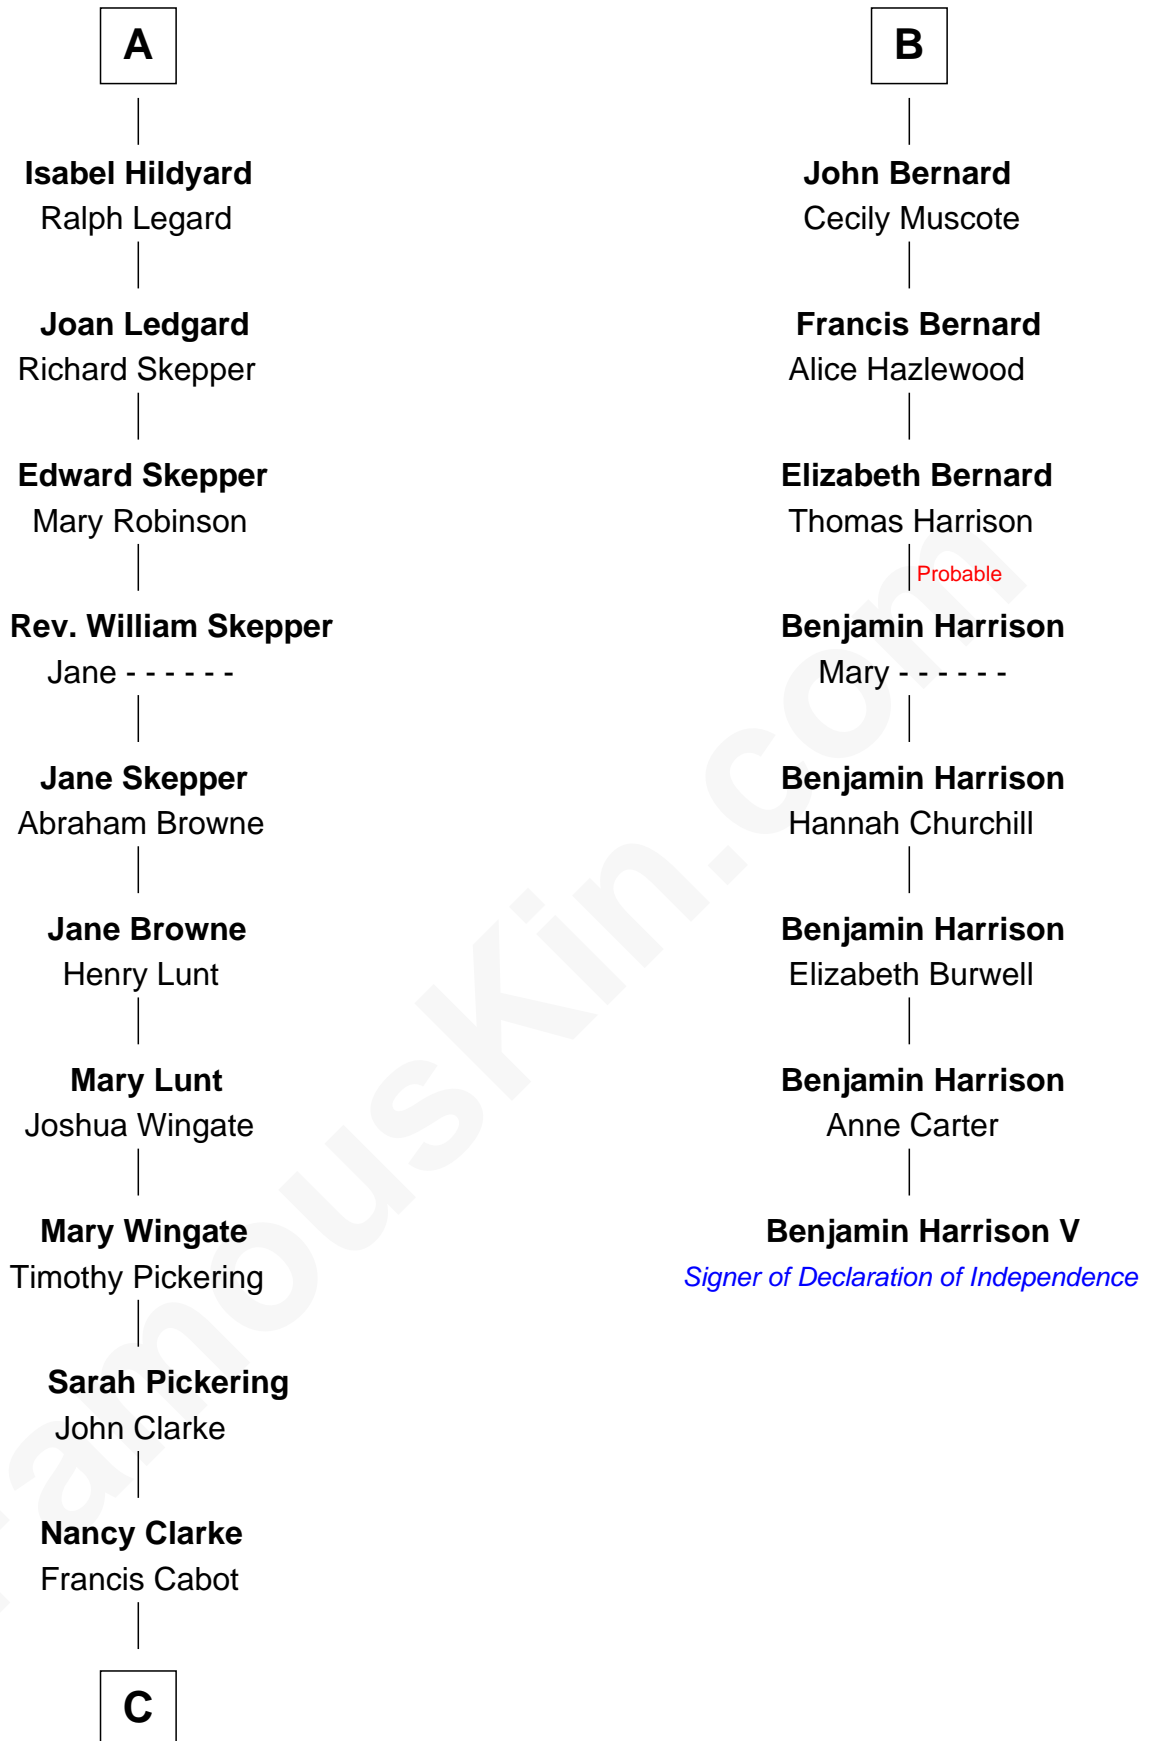 A
Isabel Hildyard
Ralph Legard
Joan Ledgard
Richard Skepper
Edward Skepper
Mary Robinson
Rev. William Skepper
Jane - - - - - -
Jane Skepper
Abraham Browne
Jane Browne
Henry Lunt
Mary Lunt
Joshua Wingate
Mary Wingate
Timothy Pickering
Sarah Pickering
John Clarke
Nancy Clarke
Francis Cabot
C
B
John Bernard
Cecily Muscote
Francis Bernard
Alice Hazlewood
Elizabeth Bernard
Thomas Harrison
Probable
Benjamin Harrison
Mary - - - - - -
Benjamin Harrison
Hannah Churchill
Benjamin Harrison
Elizabeth Burwell
Benjamin Harrison
Anne Carter
Benjamin Harrison V
Signer of Declaration of Independence
FamousKin.com